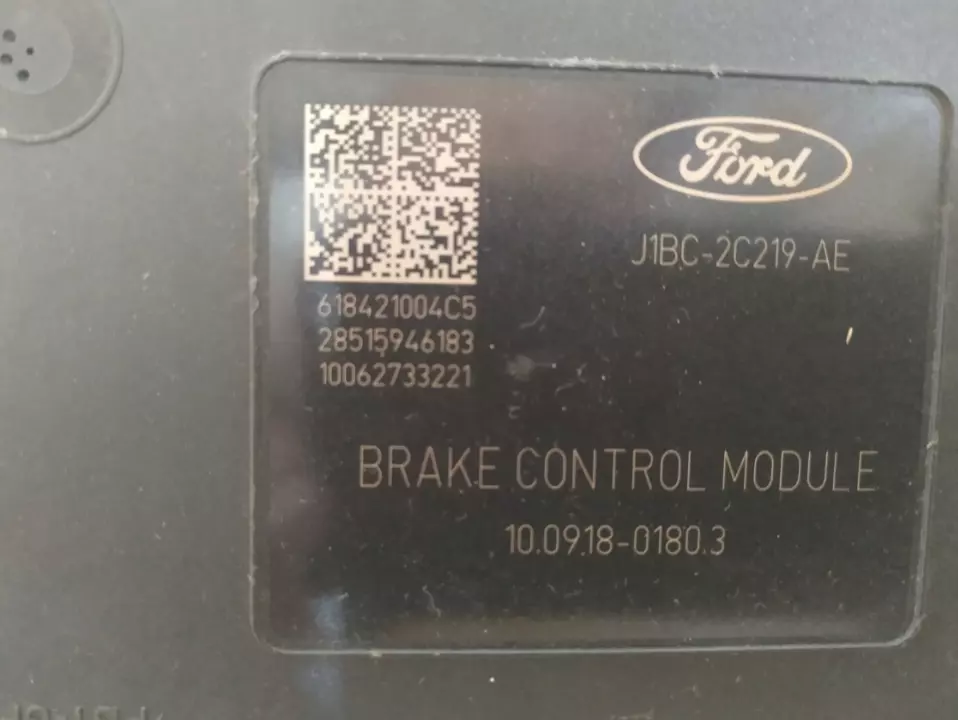 Ford
J1BC-2C219-AE
618421004C5
28515946183
10062733221
BRAKE CONTROL MODULE
10.0918-0180.3